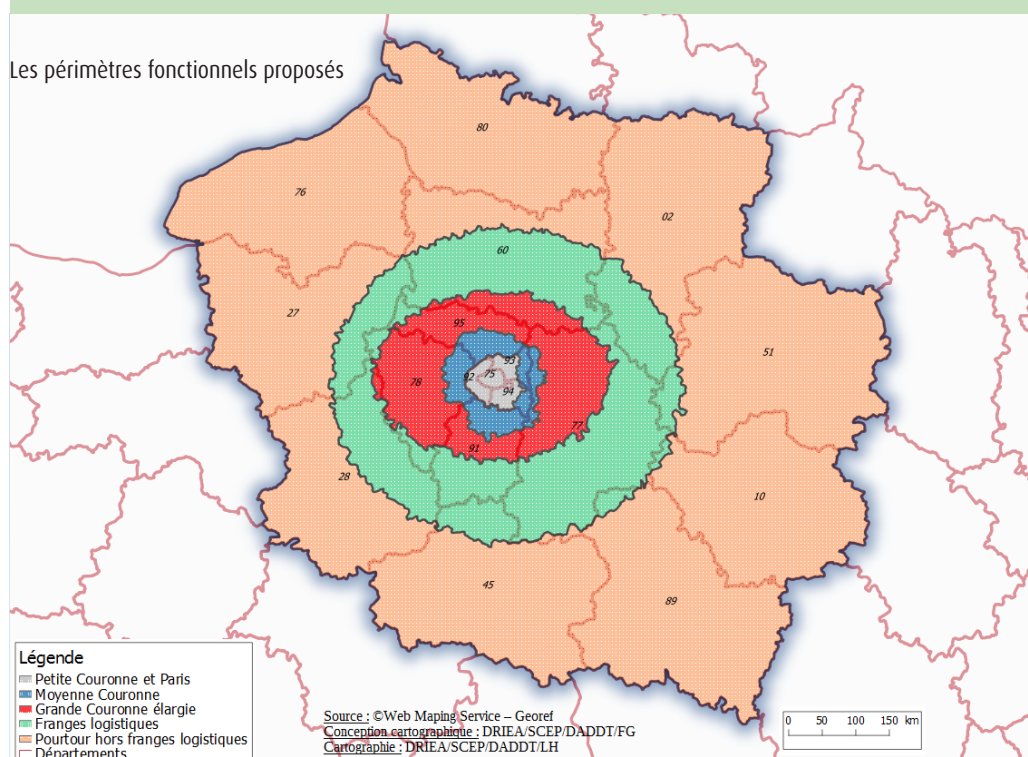 Les périmètres fonctionnels proposés
80
76
02
60
27
95
51
93
75
92
78
94
77
91
28
10
45
89
Légende
Petite Couronne et Paris
Moyenne Couronne
Grande Couronne élargie
Franges logistiques
Pourtour hors franges logistiques
Départements
Source : ©Web Maping Service – Georef
Conception cartographique : DRIEA/SCEP/DADDT/FG
Cartographie : DRIEA/SCEP/DADDT/LH
0 50 100 150 km